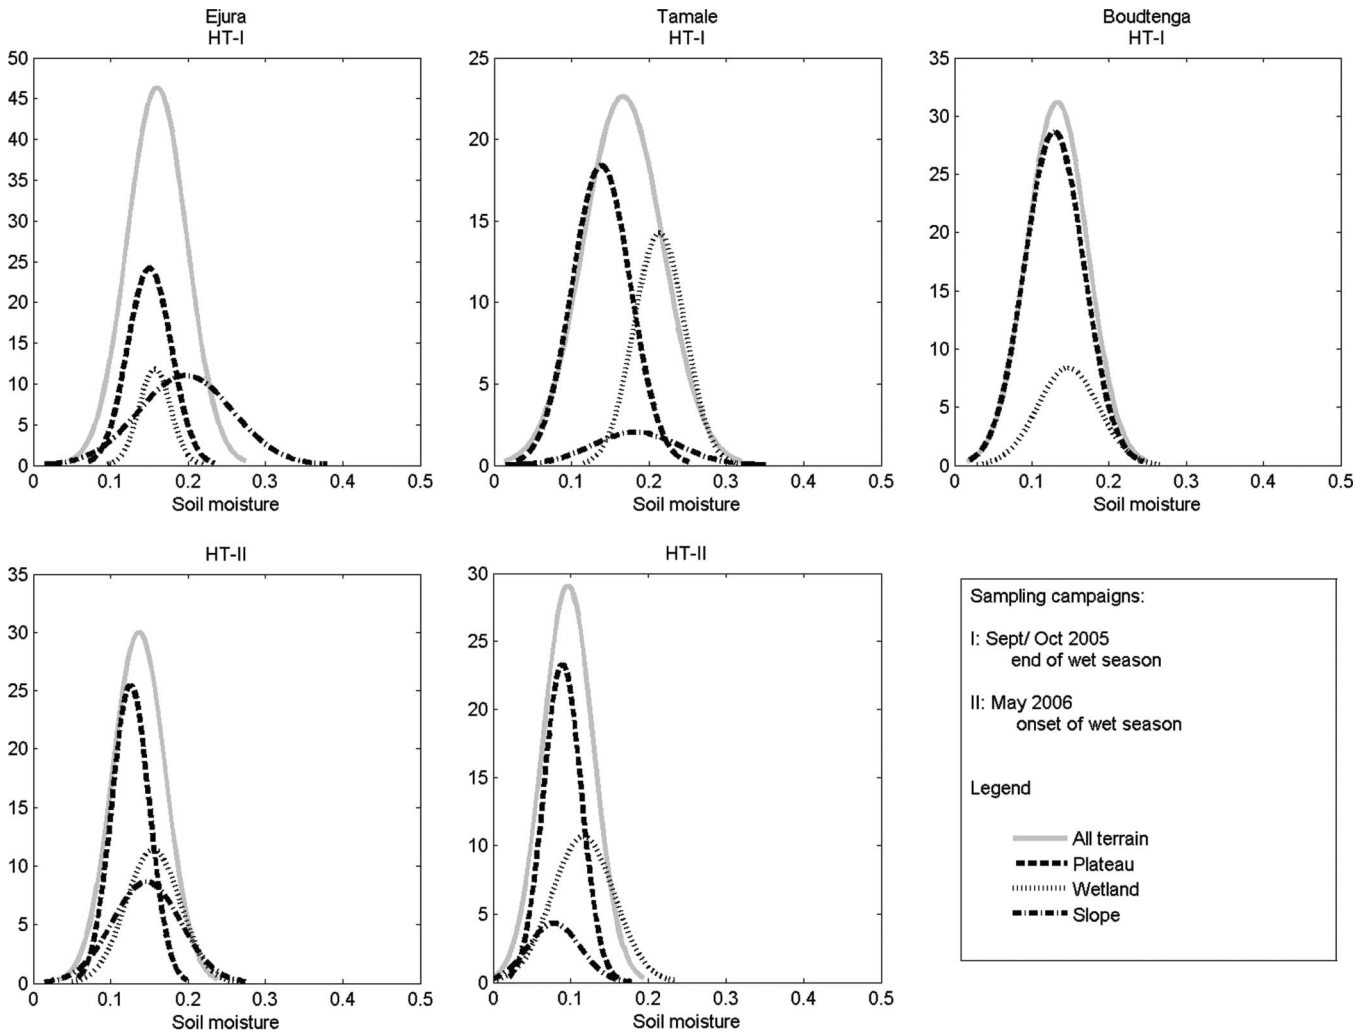 Ejura
HT-I
50
45
40
35
30
25
20
15
10
5
0
0 0.1 0.2 0.3 0.4 0.5
Soil moisture
Tamale
HT-I
25
20
15
10
5
0
0 0.1 0.2 0.3 0.4 0.5
Soil moisture
Boudtenga
HT-I
35
30
25
20
15
10
5
0
0 0.1 0.2 0.3 0.4 0.5
Soil moisture
HT-II
35
30
25
20
15
10
5
0
0 0.1 0.2 0.3 0.4 0.5
Soil moisture
HT-II
30
25
20
15
10
5
0
0 0.1 0.2 0.3 0.4 0.5
Soil moisture
Sampling campaigns:
I: Sept/ Oct 2005
end of wet season
II: May 2006
onset of wet season
Legend
All terrain
Plateau
Wetland
Slope